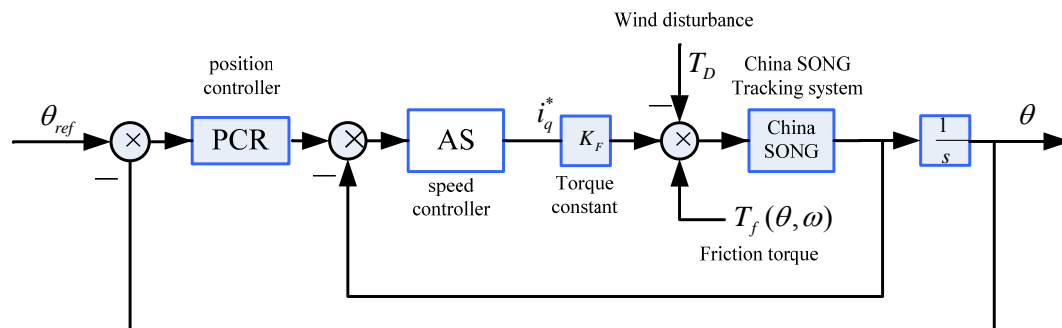 Wind disturbance
position
controller
T_D
China SONG
Tracking system
θ_ref
i_q^*
θ
×
PCR
×
AS
K_F
×
China
SONG
1
s
−
−
−
speed
controller
Torque
constant
T_f (θ, ω)
Friction torque